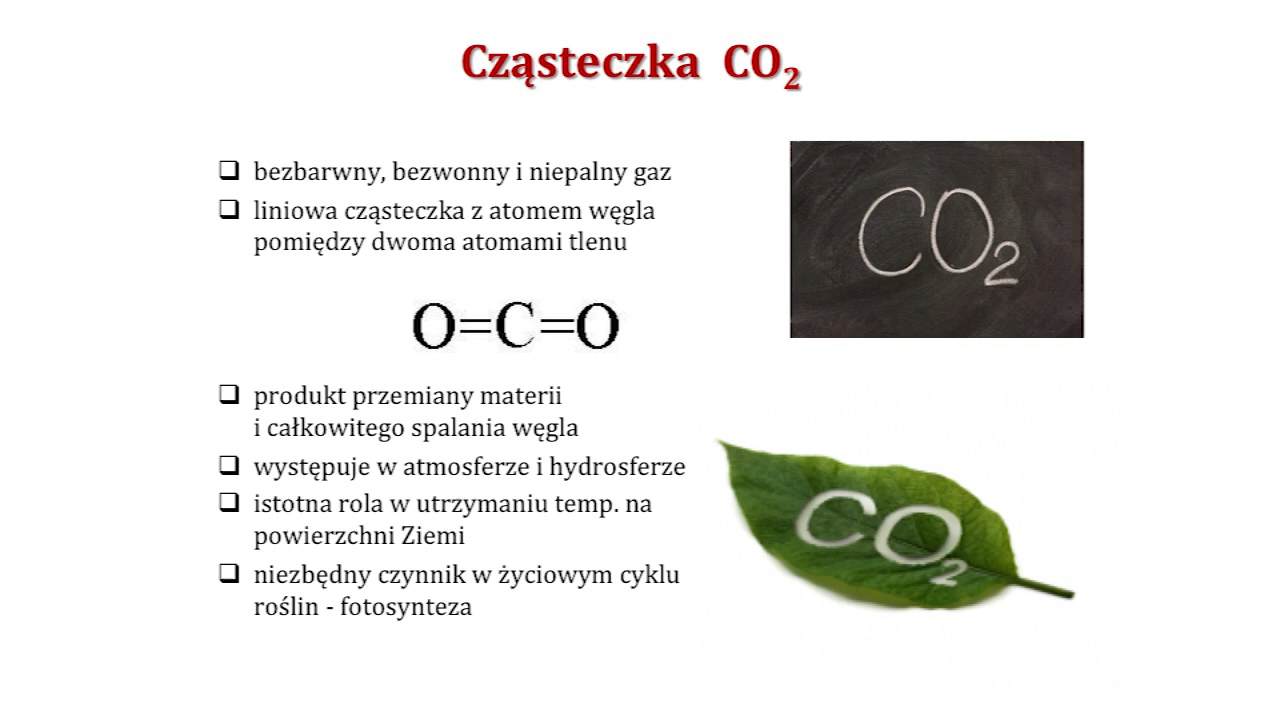 Cząsteczka CO₂
❑ bezbarwny, bezwonny i niepalny gaz
❑ liniowa cząsteczka z atomem węgla
pomiędzy dwoma atomami tlenu
CO₂
O=C=O
❑ produkt przemiany materii
i całkowitego spalania węgla
❑ występuje w atmosferze i hydrosferze
❑ istotna rola w utrzymaniu temp. na
powierzchni Ziemi
❑ niezbędny czynnik w życiowym cyklu
roślin - fotosynteza
CO₂